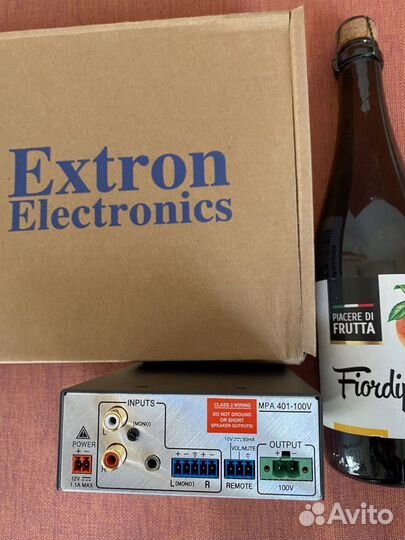 Extron
Electronics
PIACERE DI
FRUTTA
Fiordip
INPUTS
CLASS 2 WIRING
DO NOT GROUND
OR SHORT
SPEAKER OUTPUTS!
MPA 401-100V
L
(MONO)
R
POWER
+ -
12V
1.1A MAX
+ - + -
L (MONO) R
10V 50mA
VOL/MUTE
REMOTE
OUTPUT
+ -
100V
Avito